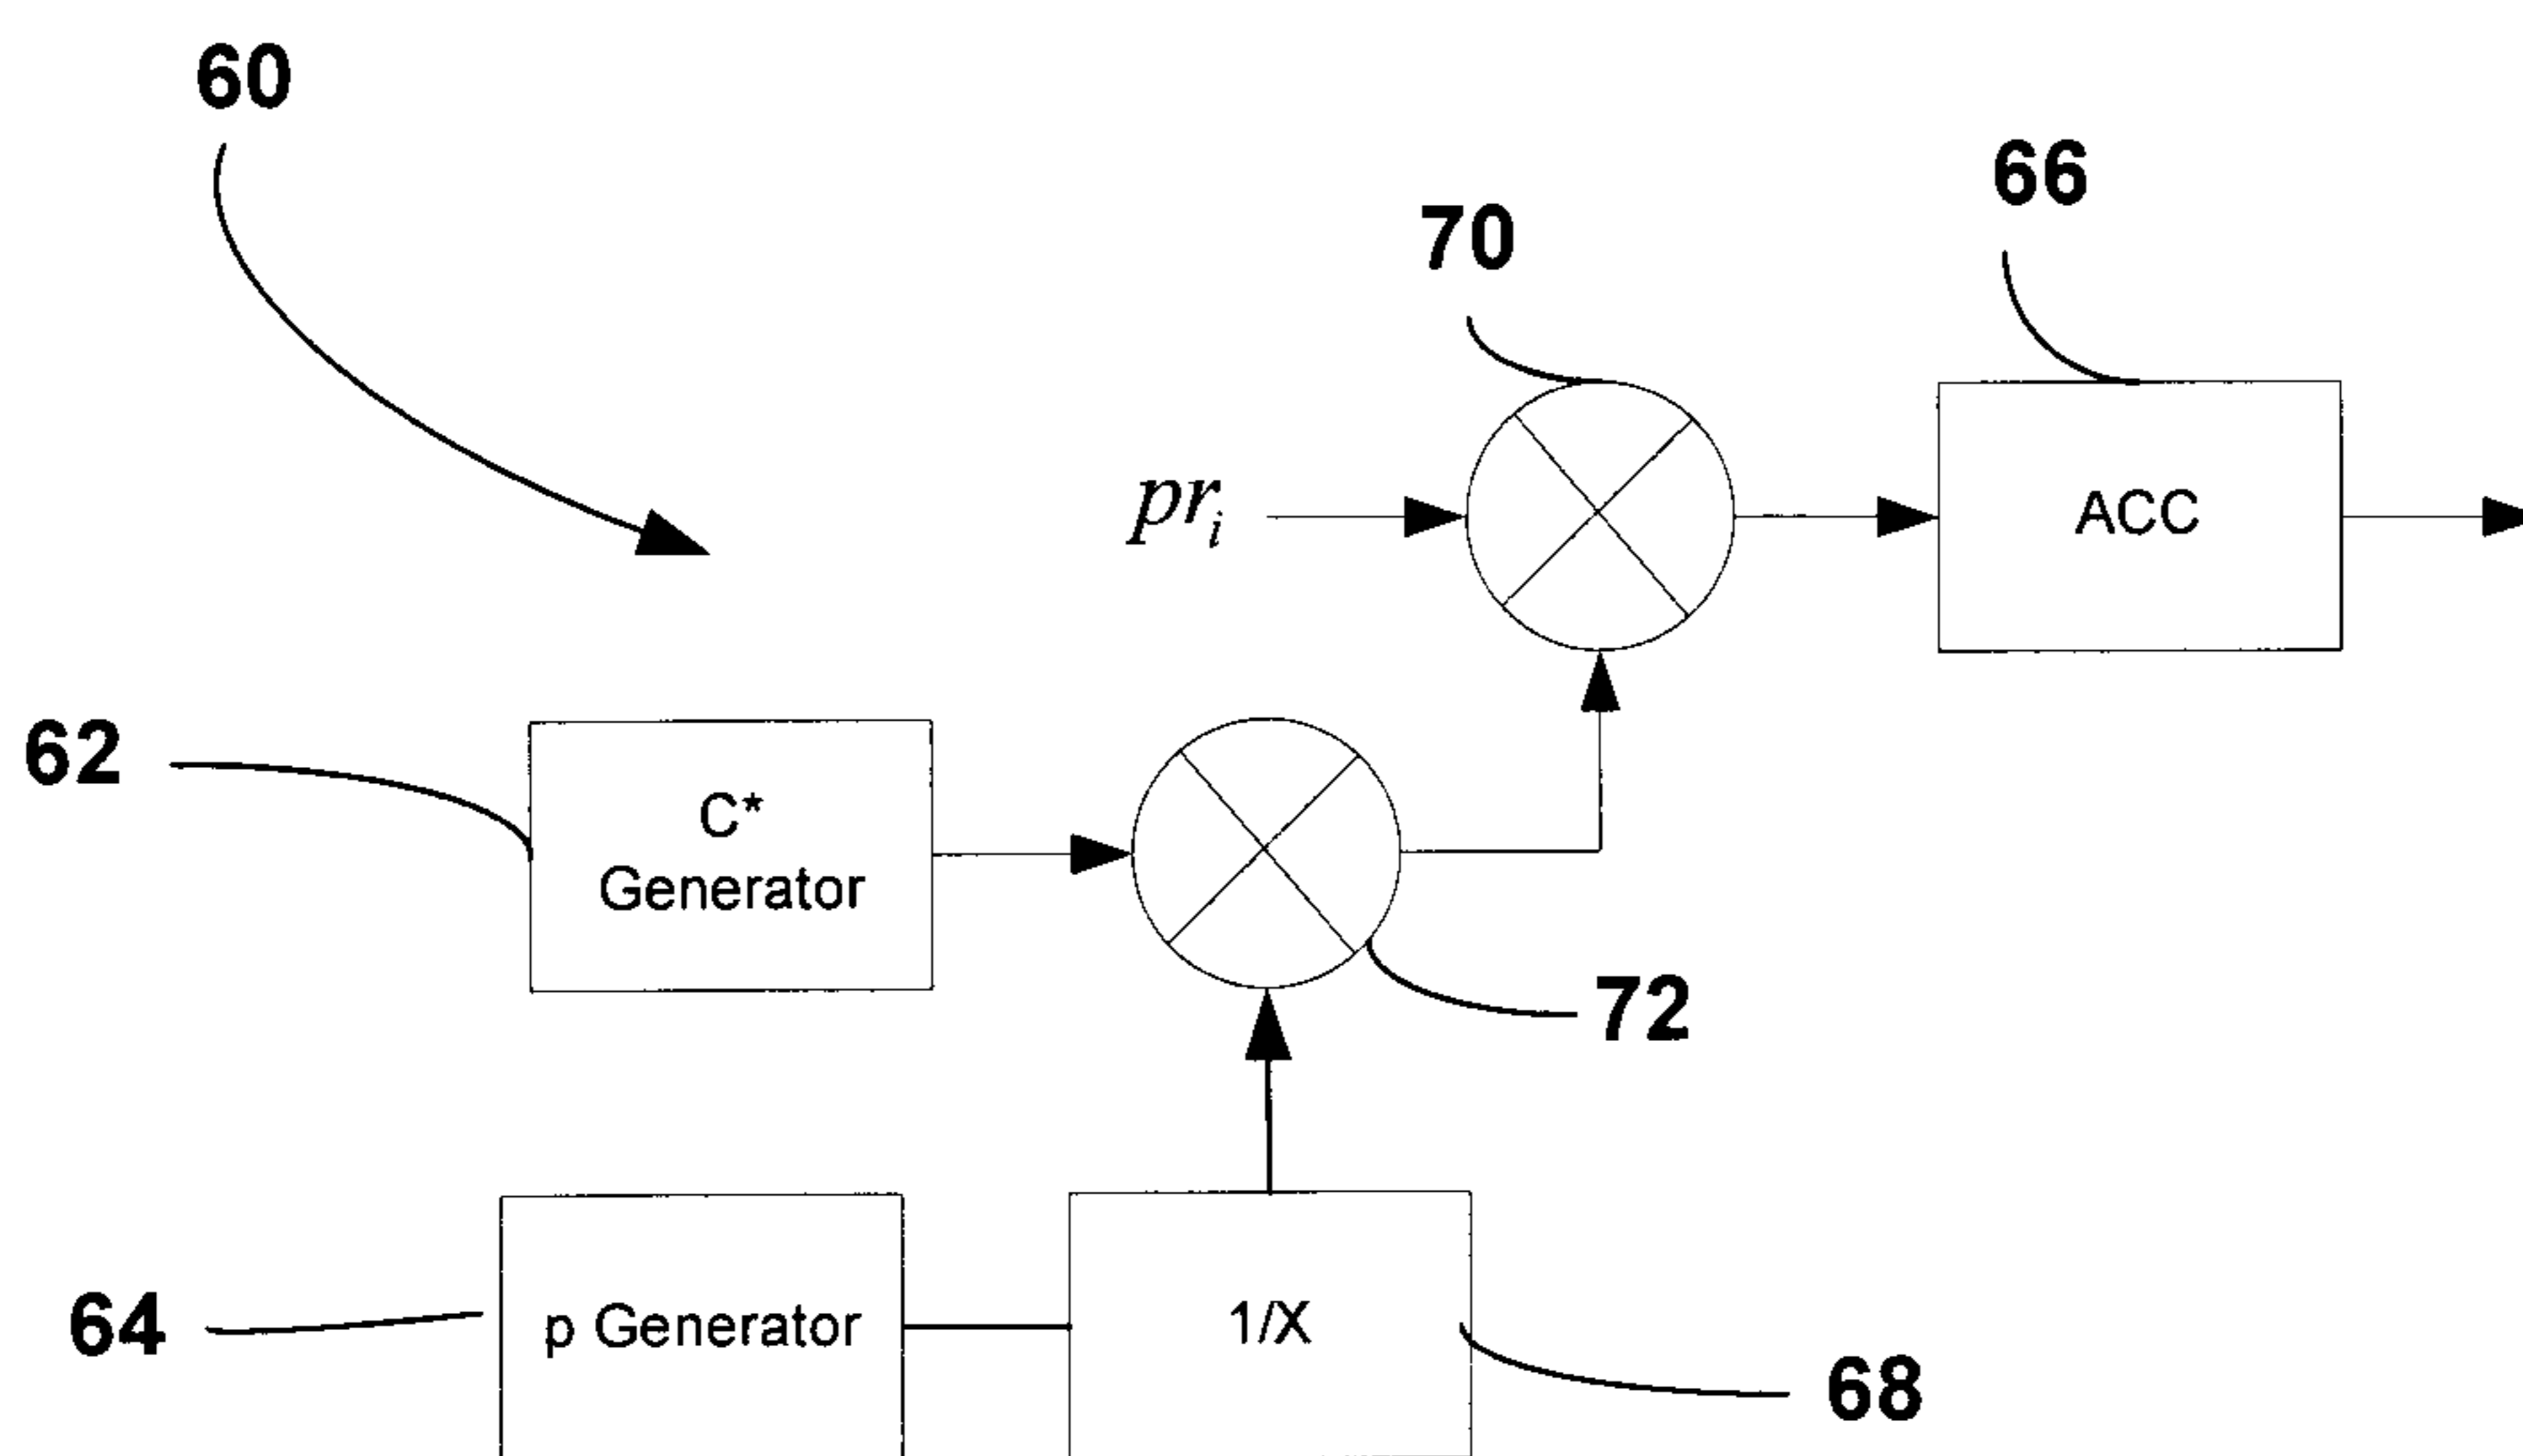 60
66
70
pr_i
ACC
62
C*
Generator
72
64
p Generator
1/X
68